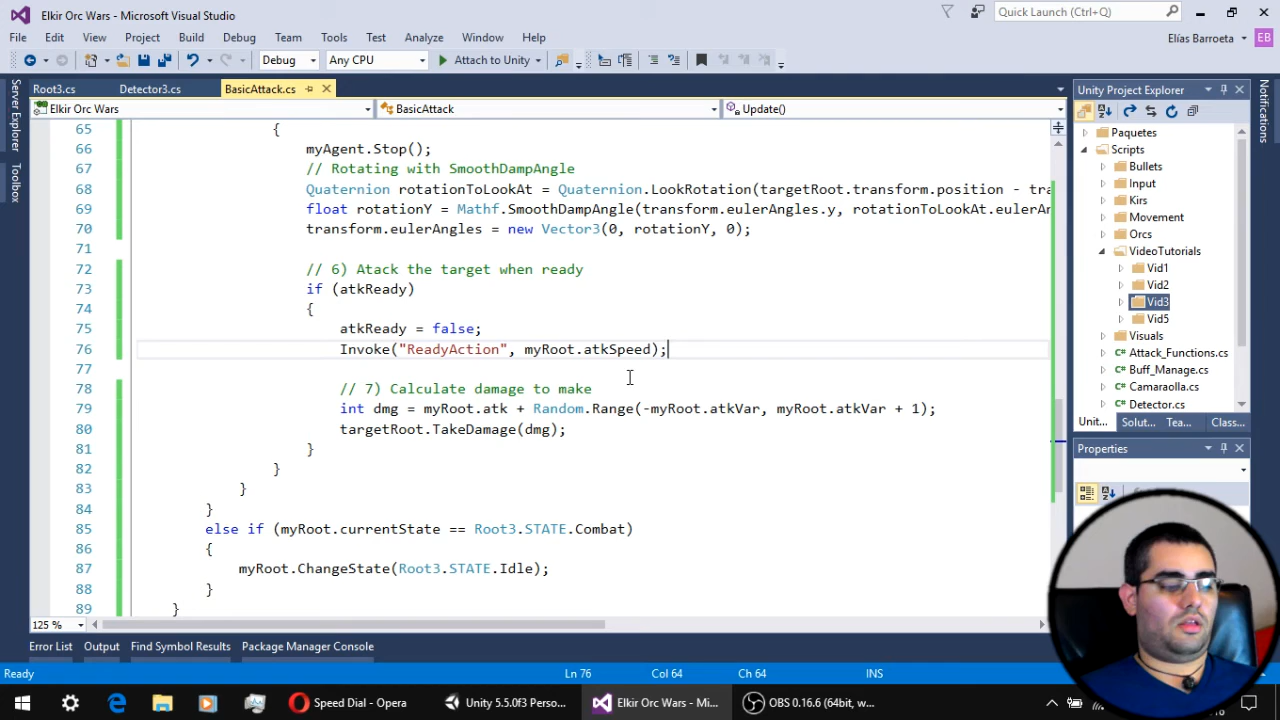 Elkir Orc Wars - Microsoft Visual Studio
Quick Launch (Ctrl+Q)
File Edit View Project Build Debug Team Tools Test Analyze Window Help
Elías Barroeta EB
Debug Any CPU Attach to Unity
Server Explorer
Toolbox
Root3.cs Detector3.cs BasicAttack.cs
Elkir Orc Wars BasicAttack Update()
65 {
66 myAgent.Stop();
67 // Rotating with SmoothDampAngle
68 Quaternion rotationToLookAt = Quaternion.LookRotation(targetRoot.transform.position - tra
69 float rotationY = Mathf.SmoothDampAngle(transform.eulerAngles.y, rotationToLookAt.eulerAn
70 transform.eulerAngles = new Vector3(0, rotationY, 0);
71
72 // 6) Atack the target when ready
73 if (atkReady)
74 {
75 atkReady = false;
76 Invoke("ReadyAction", myRoot.atkSpeed);
77
78 // 7) Calculate damage to make
79 int dmg = myRoot.atk + Random.Range(-myRoot.atkVar, myRoot.atkVar + 1);
80 targetRoot.TakeDamage(dmg);
81 }
82 }
83 }
84 }
85 else if (myRoot.currentState == Root3.STATE.Combat)
86 {
87 myRoot.ChangeState(Root3.STATE.Idle);
88 }
89 }
125 %
Unity Project Explorer
Paquetes
Scripts
Bullets
Input
Kirs
Movement
Orcs
VideoTutorials
Vid1
Vid2
Vid3
Vid5
Visuals
Attack_Functions.cs
Buff_Manage.cs
Camaraolla.cs
Detector.cs
Unit... Solut... Tea... Class...
Properties
Notifications
Error List Output Find Symbol Results Package Manager Console
Ready Ln 76 Col 64 Ch 64 INS
Speed Dial - Opera Unity 5.5.0f3 Person... Elkir Orc Wars - Mi... OBS 0.16.6 (64bit, w...